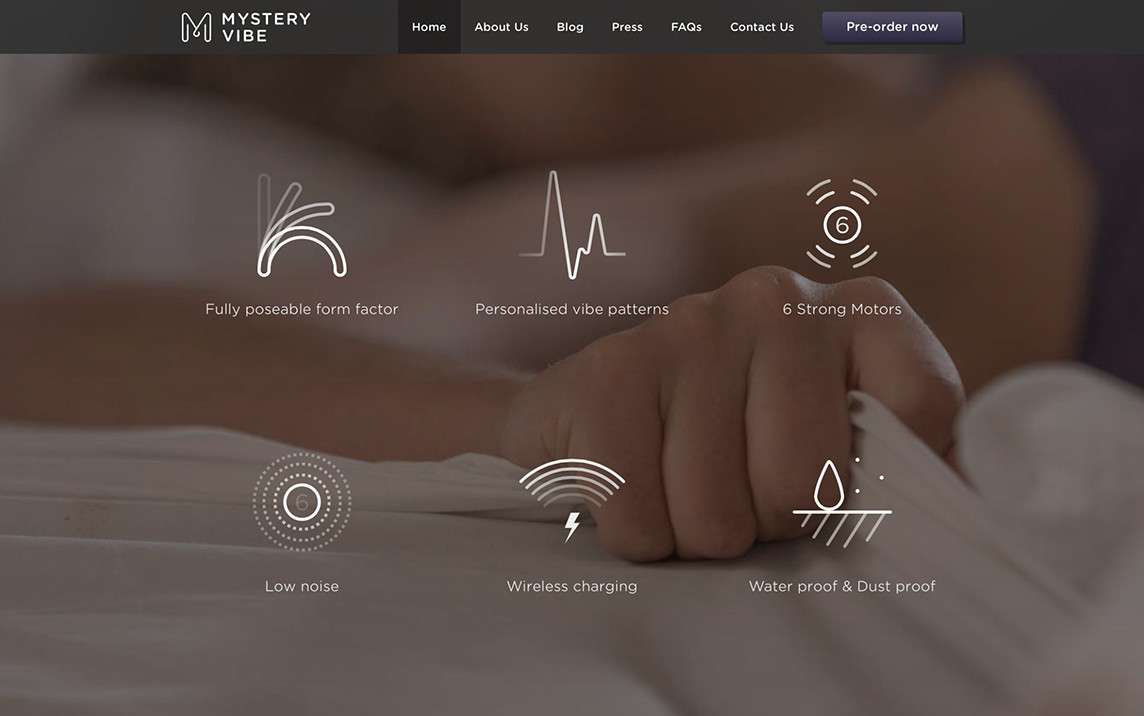 MYSTERY
VIBE
Home About Us Blog Press FAQs Contact Us Pre-order now
6
Fully poseable form factor Personalised vibe patterns 6 Strong Motors
6
Low noise Wireless charging Water proof & Dust proof